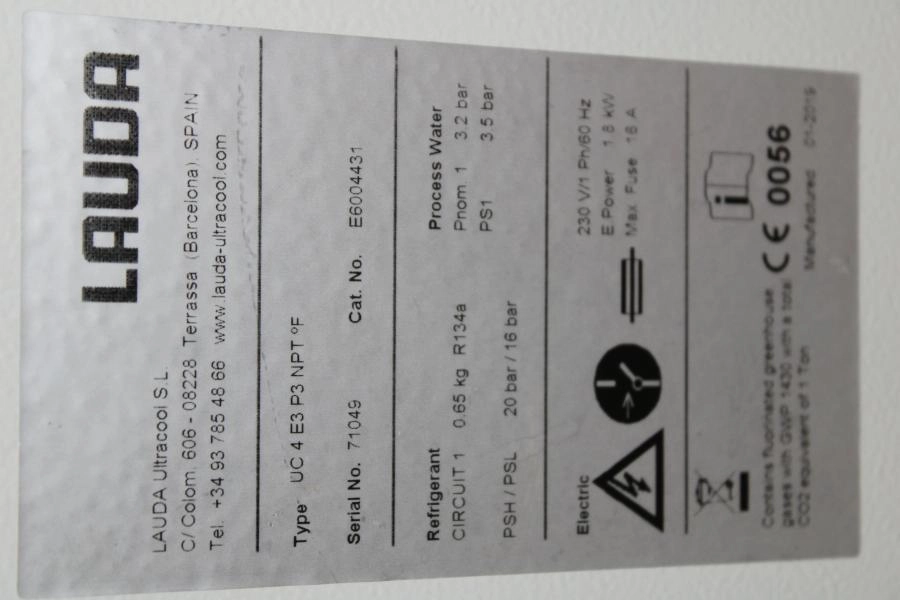 LAUDA
LAUDA Ultracool S.L
C/ Colom, 606 - 08228 Terrassa (Barcelona). SPAIN
Tel. +34 93 785 48 66 www.lauda-ultracool.com
Type UC 4 E3 P3 NPT ºF
Serial No. 71049 Cat. No. E6004431
Refrigerant Process Water
CIRCUIT 1 0.65 kg R134a Pnom. 1 3.2 bar
PS1 3.5 bar
PSH / PSL 20 bar / 16 bar
Electric 230 V/1 Ph/60 Hz
E.Power 1.8 kW
Max. Fuse 16 A
i
CE 0056
Contains fluorinated greenhouse
gases with GWP 1430 with a total
CO2 equivalent of 1 Ton
Manufactured 01-2019